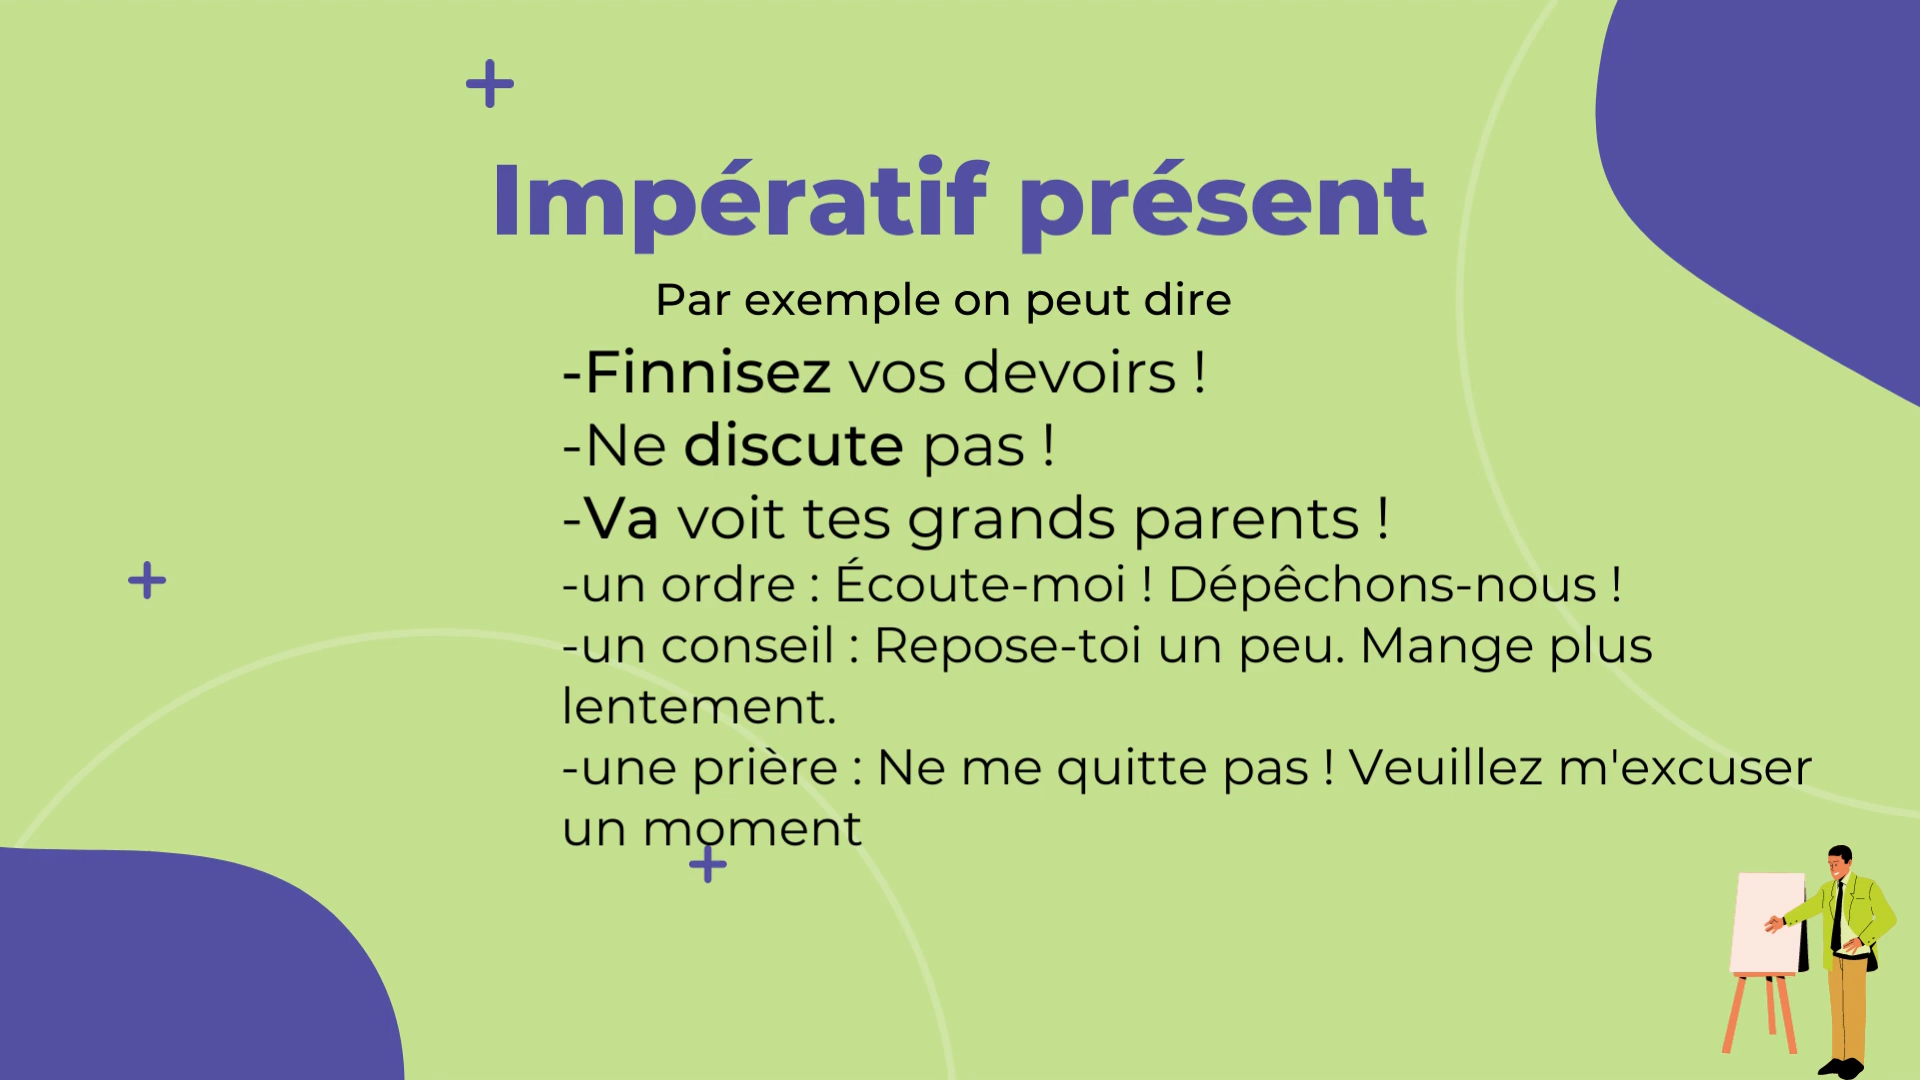 Impératif présent
Par exemple on peut dire
-Finnisez vos devoirs !
-Ne discute pas !
-Va voit tes grands parents !
-un ordre : Écoute-moi ! Dépêchons-nous !
-un conseil : Repose-toi un peu. Mange plus
lentement.
-une prière : Ne me quitte pas ! Veuillez m'excuser
un moment